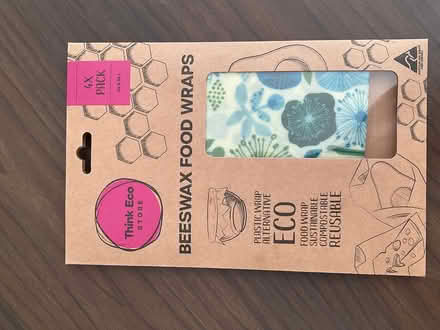 4X
PACK
BEESWAX FOOD WRAPS
Think Eco
STORE
PLASTIC WRAP
ALTERNATIVE
ECO
FOOD WRAP
SUSTAINABLE
COMPOSTABLE
REUSABLE